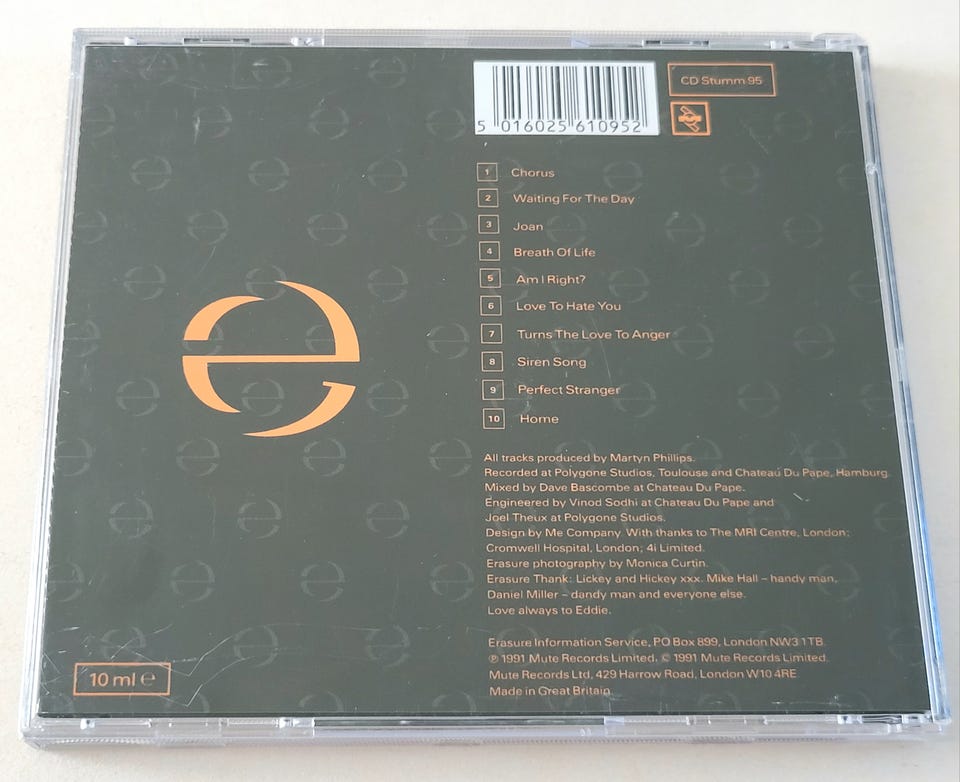 5 016025 610952
CD Stumm 95
1 Chorus
2 Waiting For The Day
3 Joan
4 Breath Of Life
5 Am I Right?
6 Love To Hate You
7 Turns The Love To Anger
8 Siren Song
9 Perfect Stranger
10 Home
All tracks produced by Martyn Phillips.
Recorded at Polygone Studios, Toulouse and Chateau Du Pape, Hamburg.
Mixed by Dave Bascombe at Chateau Du Pape.
Engineered by Vinod Sodhi at Chateau Du Pape and
Joel Theux at Polygone Studios.
Design by Me Company. With thanks to The MRI Centre, London;
Cromwell Hospital, London; 4i Limited.
Erasure photography by Monica Curtin.
Erasure Thank: Lickey and Hickey xxx. Mike Hall – handy man,
Daniel Miller – dandy man and everyone else.
Love always to Eddie.
Erasure Information Service, PO Box 899, London NW3 1TB
℗ 1991 Mute Records Limited. © 1991 Mute Records Limited.
Mute Records Ltd, 429 Harrow Road, London W10 4RE
Made in Great Britain.
e
10 ml e